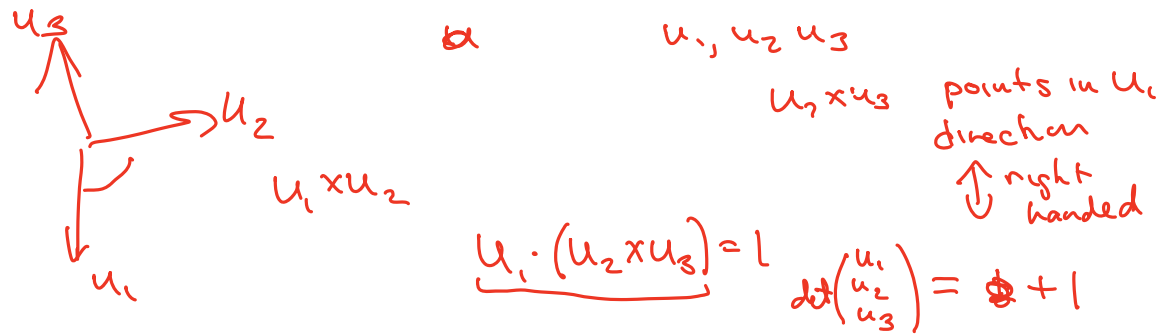 u₃
u₁, u₂ u₃
u₂ × u₃ points in u₁
direction
↕ right
handed
u₂
u₁ × u₂
u₁
u₁ · (u₂ × u₃) = 1
det(u₁
u₂
u₃) = + 1